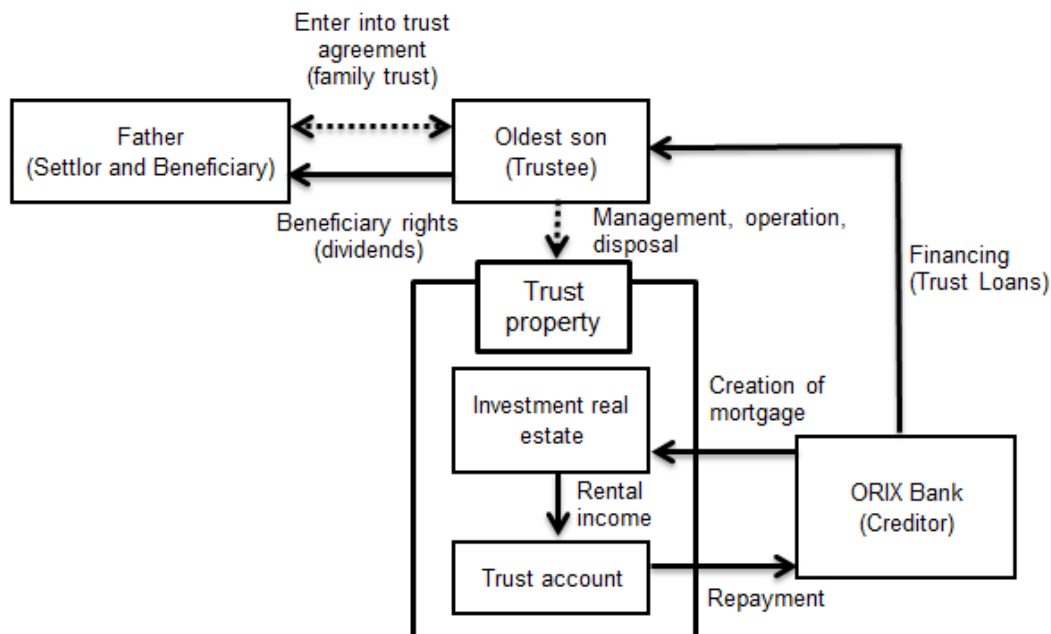 Enter into trust
agreement
(family trust)
Father
(Settlor and Beneficiary)
Oldest son
(Trustee)
Beneficiary rights
(dividends)
Management, operation,
disposal
Financing
(Trust Loans)
Trust
property
Investment real
estate
Creation of
mortgage
Rental
income
ORIX Bank
(Creditor)
Trust account
Repayment